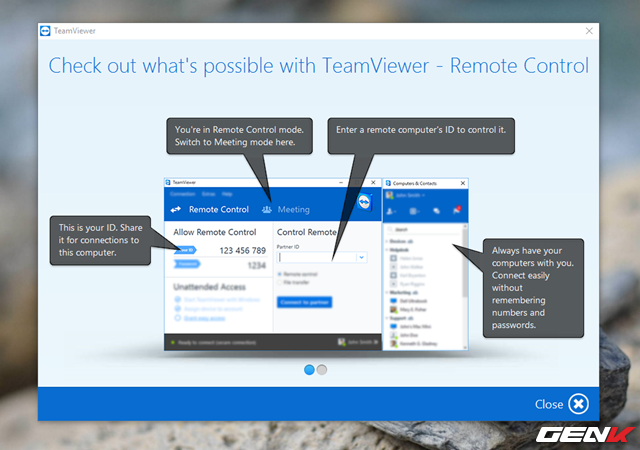 TeamViewer
Check out what's possible with TeamViewer - Remote Control
You're in Remote Control mode.
Switch to Meeting mode here.
Enter a remote computer's ID to control it.
This is your ID. Share
it for connections to
this computer.
TeamViewer
Connection Extras Help
Remote Control
Meeting
Allow Remote Control
123 456 789
1234
Unattended Access
Control Remote
Partner ID
Remote control
File transfer
Connect to partner
Ready to connect (secure connection)
Computers & Contacts
Always have your
computers with you.
Connect easily
without
remembering
numbers and
passwords.
Close
GENK